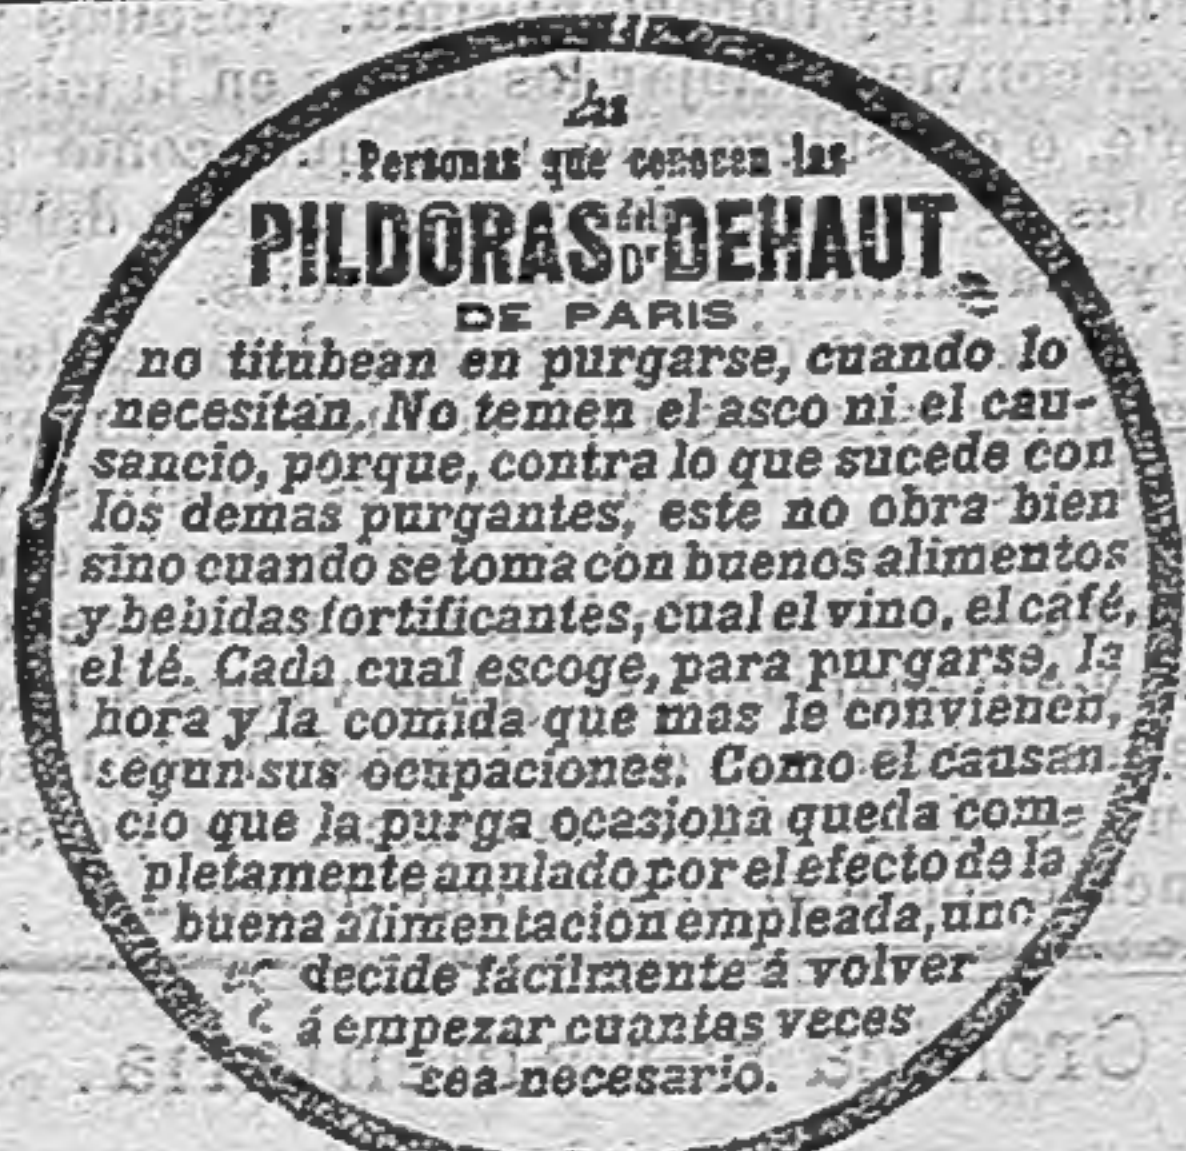 Las
Personas que conocen las
PILDORAS del Dr DEHAUT
DE PARIS
no titubean en purgarse, cuando lo
necesitan. No temen el asco ni el cau-
sancio, porque, contra lo que sucede con
los demas purgantes, este no obra bien
sino cuando se toma con buenos alimentos
y bebidas fortificantes, cual el vino, el café,
el té. Cada cual escoge, para purgarse, la
hora y la comida que mas le convienen,
segun sus ocupaciones. Como el causan
cio que la purga ocasiona queda com-
pletamente anulado por el efecto de la
buena alimentacion empleada, uno
se decide fácilmente á volver
á empezar cuantas veces
sea necesario.